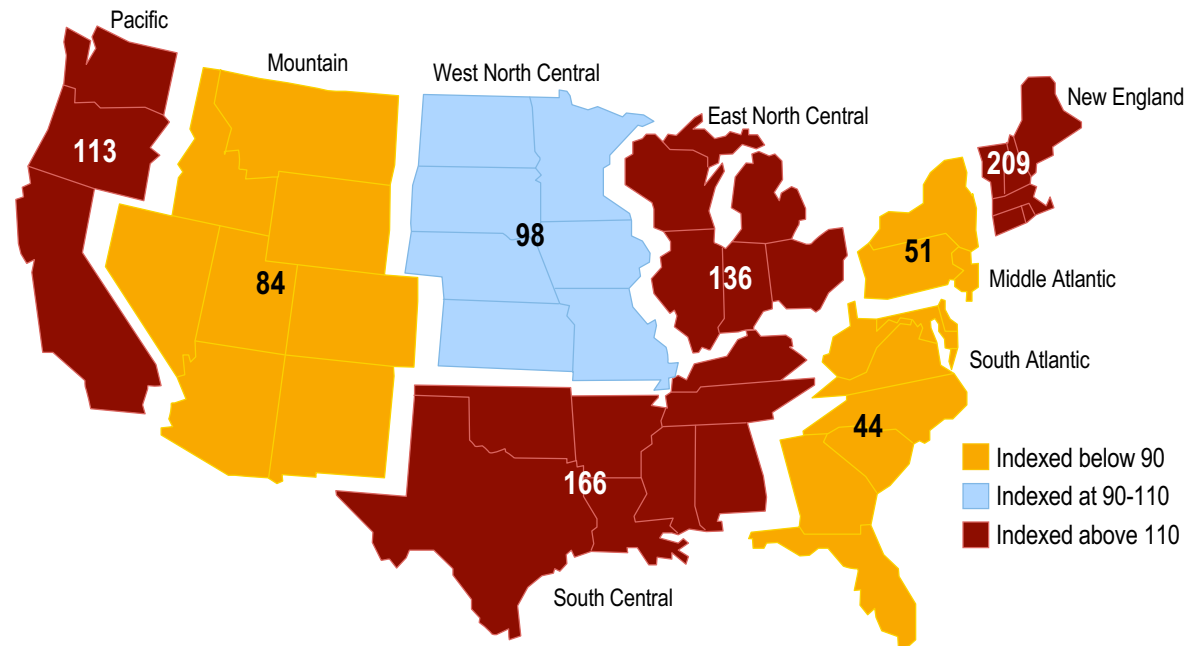 Pacific
Mountain
West North Central
East North Central
New England
113
209
98
51
84
136
Middle Atlantic
South Atlantic
44
Indexed below 90
166
Indexed at 90-110
Indexed above 110
South Central